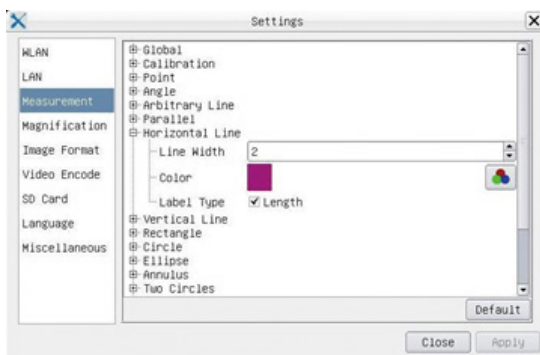 Settings
WLAN
LAN
Measurement
Magnification
Image Format
Video Encode
SD Card
Language
Miscellaneous
Global
Calibration
Point
Angle
Arbitrary Line
Parallel
Horizontal Line
Line Width 2
Color
Label Type Length
Vertical Line
Rectangle
Circle
Ellipse
Annulus
Two Circles
Default
Close Apply